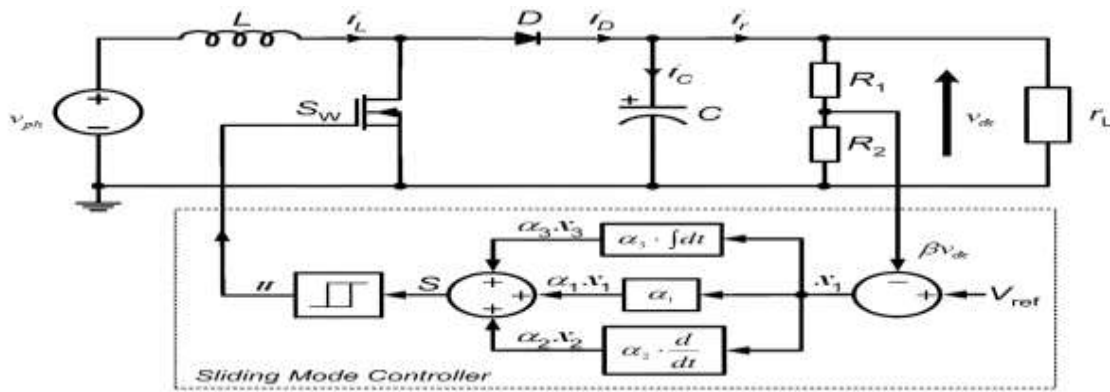 L
i_L
D
i_D
i_r
i_C
+
C
R_1
R_2
v_dc
r_L
v_ph
+
−
S_W
α_3.x_3
α_3 · ∫dt
βv_dc
u
S
+
+
+
α_1.x_1
α_1
x_1
−
+
V_ref
α_2.x_2
α_2 · d/dt
Sliding Mode Controller